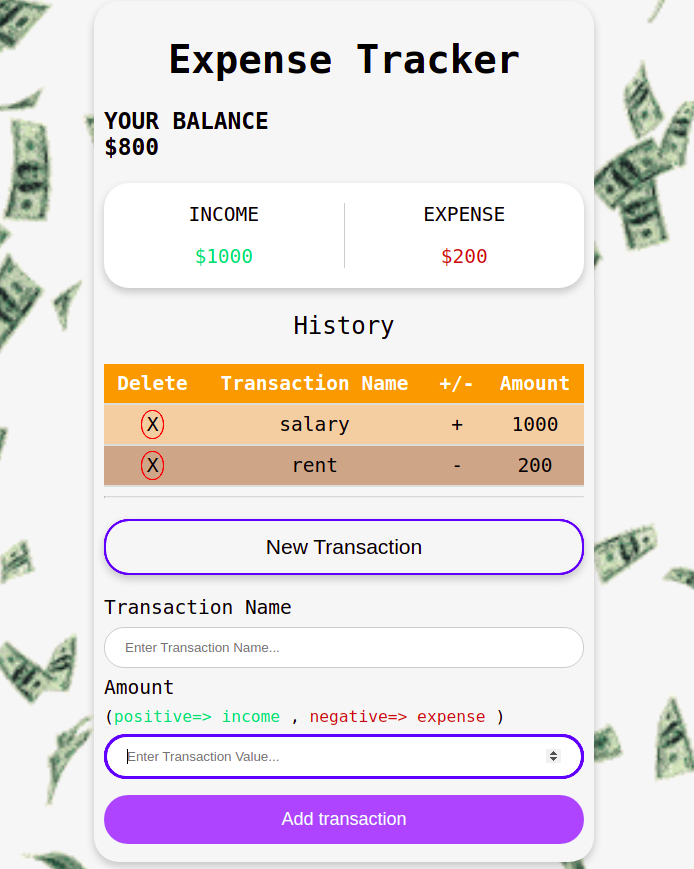 Expense Tracker
YOUR BALANCE
$800
INCOME EXPENSE
$1000 $200
History
Delete Transaction Name +/- Amount
X salary + 1000
X rent - 200
New Transaction
Transaction Name
Enter Transaction Name...
Amount
(positive=> income , negative=> expense )
Enter Transaction Value...
Add transaction